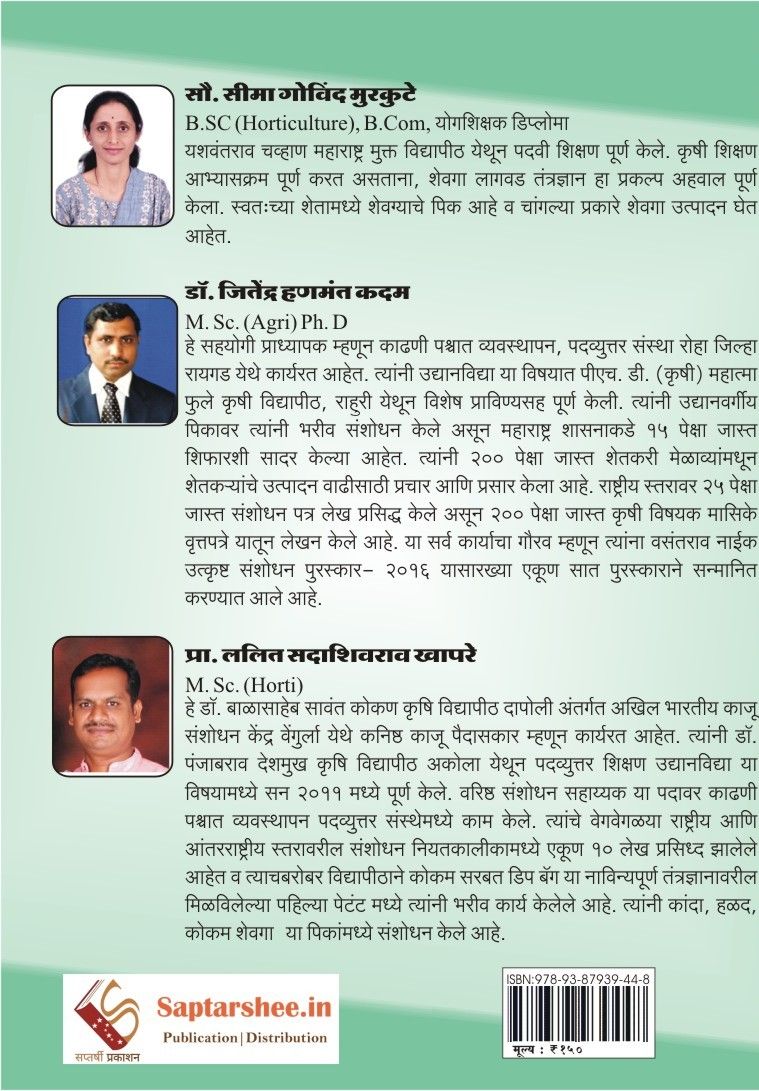 सौ. सीमा गोविंद मुरकुटे
B.SC (Horticulture), B.Com, योगशिक्षक डिप्लोमा
यशवंतराव चव्हाण महाराष्ट्र मुक्त विद्यापीठ येथून पदवी शिक्षण पूर्ण केले. कृषी शिक्षण
आभ्यासक्रम पूर्ण करत असताना, शेवगा लागवड तंत्रज्ञान हा प्रकल्प अहवाल पूर्ण
केला. स्वतःच्या शेतामध्ये शेवग्याचे पिक आहे व चांगल्या प्रकारे शेवगा उत्पादन घेत
आहेत.
डॉ. जितेंद्र हणमंत कदम
M. Sc. (Agri) Ph. D
हे सहयोगी प्राध्यापक म्हणून काढणी पश्चात व्यवस्थापन, पदव्युत्तर संस्था रोहा जिल्हा
रायगड येथे कार्यरत आहेत. त्यांनी उद्यानविद्या या विषयात पीएच. डी. (कृषी) महात्मा
फुले कृषी विद्यापीठ, राहुरी येथून विशेष प्राविण्यसह पूर्ण केली. त्यांनी उद्यानवर्गीय
पिकावर त्यांनी भरीव संशोधन केले असून महाराष्ट्र शासनाकडे १५ पेक्षा जास्त
शिफारशी सादर केल्या आहेत. त्यांनी २०० पेक्षा जास्त शेतकरी मेळाव्यांमधून
शेतकऱ्यांचे उत्पादन वाढीसाठी प्रचार आणि प्रसार केला आहे. राष्ट्रीय स्तरावर २५ पेक्षा
जास्त संशोधन पत्र लेख प्रसिद्ध केले असून २०० पेक्षा जास्त कृषी विषयक मासिके
वृत्तपत्रे यातून लेखन केले आहे. या सर्व कार्याचा गौरव म्हणून त्यांना वसंतराव नाईक
उत्कृष्ट संशोधन पुरस्कार– २०१६ यासारख्या एकूण सात पुरस्काराने सन्मानित
करण्यात आले आहे.
प्रा. ललित सदाशिवराव खापरे
M. Sc. (Horti)
हे डॉ. बाळासाहेब सावंत कोकण कृषि विद्यापीठ दापोली अंतर्गत अखिल भारतीय काजू
संशोधन केंद्र वेंगुर्ला येथे कनिष्ठ काजू पैदासकार म्हणून कार्यरत आहेत. त्यांनी डॉ.
पंजाबराव देशमुख कृषि विद्यापीठ अकोला येथून पदव्युत्तर शिक्षण उद्यानविद्या या
विषयामध्ये सन २०११ मध्ये पूर्ण केले. वरिष्ठ संशोधन सहाय्यक या पदावर काढणी
पश्चात व्यवस्थापन पदव्युत्तर संस्थेमध्ये काम केले. त्यांचे वेगवेगळया राष्ट्रीय आणि
आंतरराष्ट्रीय स्तरावरील संशोधन नियतकालीकामध्ये एकूण १० लेख प्रसिध्द झालेले
आहेत व त्याचबरोबर विद्यापीठाने कोकम सरबत डिप बॅग या नाविन्यपूर्ण तंत्रज्ञानावरील
मिळविलेल्या पहिल्या पेटंट मध्ये त्यांनी भरीव कार्य केलेले आहे. त्यांनी कांदा, हळद,
कोकम शेवगा या पिकांमध्ये संशोधन केले आहे.
सप्तर्षी प्रकाशन
Saptarshee.in
Publication|Distribution
ISBN:978-93-87939-44-8
मूल्य : ₹१५०